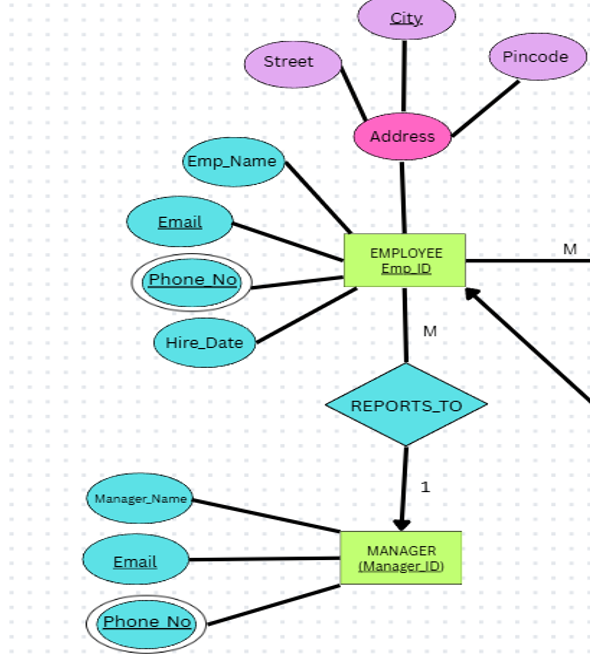 City
Street
Pincode
Address
Emp_Name
Email
Phone_No
Hire_Date
EMPLOYEE
Emp_ID
M
M
REPORTS_TO
1
Manager_Name
Email
Phone_No
MANAGER
(Manager_ID)